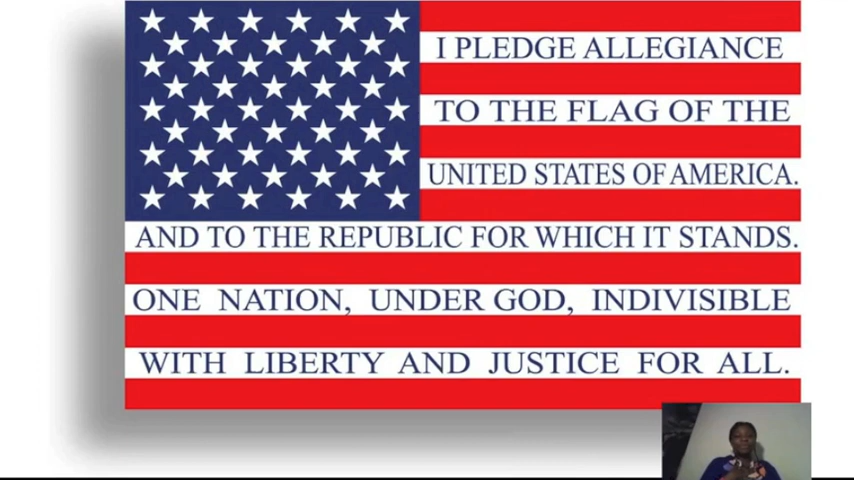 I PLEDGE ALLEGIANCE
TO THE FLAG OF THE
UNITED STATES OF AMERICA.
AND TO THE REPUBLIC FOR WHICH IT STANDS.
ONE NATION, UNDER GOD, INDIVISIBLE
WITH LIBERTY AND JUSTICE FOR ALL.